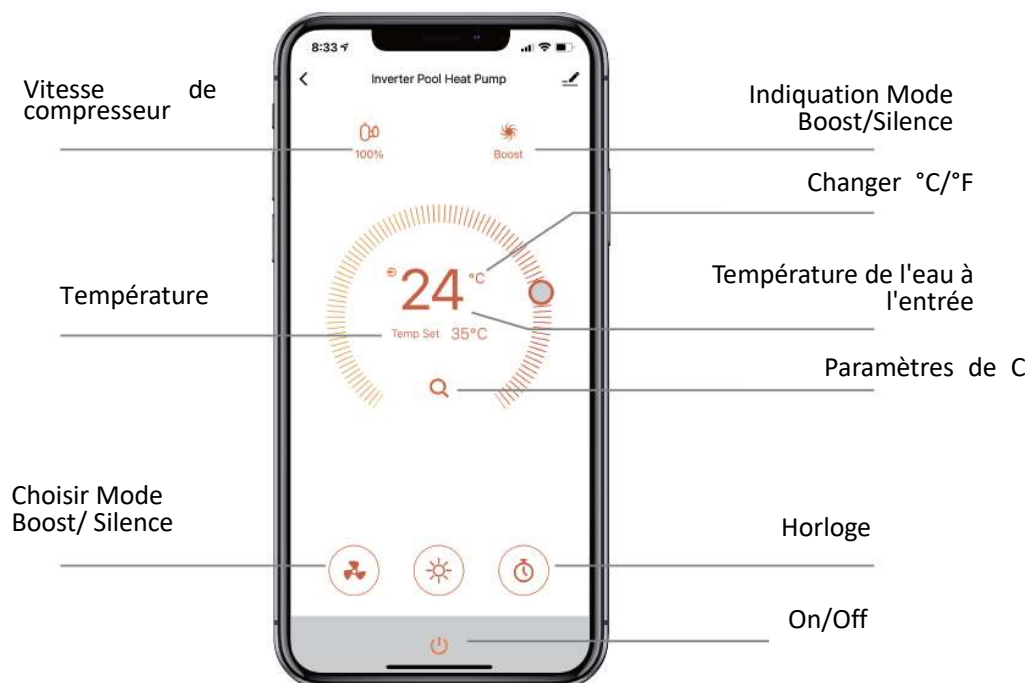 8:33
Inverter Pool Heat Pump
Vitesse de
compresseur
Indiquation Mode
Boost/Silence
100%
Boost
Changer °C/°F
24 °C
Température de l'eau à
l'entrée
Température
Temp Set 35°C
Paramètres de C
Choisir Mode
Boost/ Silence
Horloge
On/Off